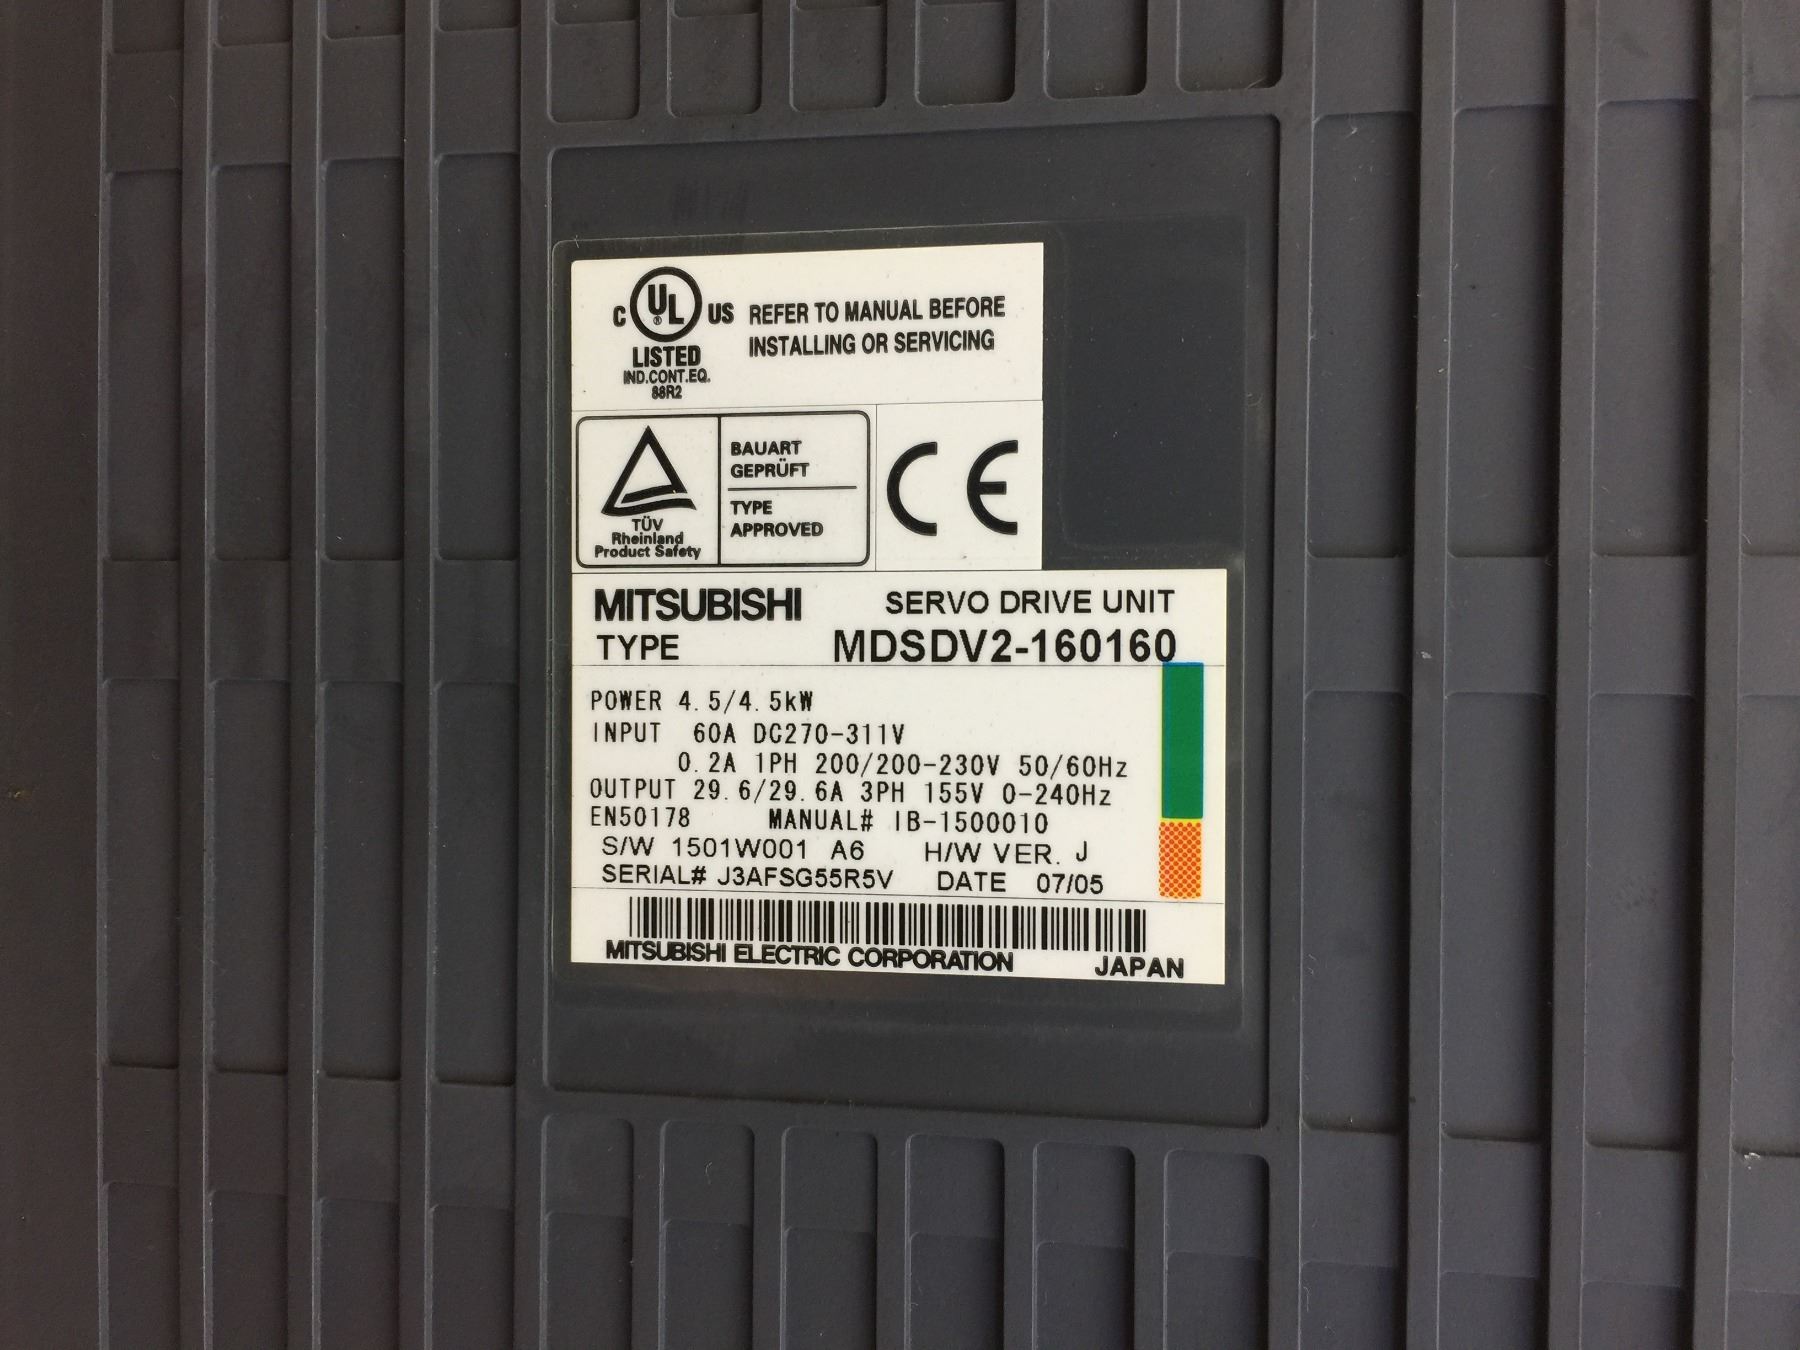 C UL US REFER TO MANUAL BEFORE
® INSTALLING OR SERVICING
LISTED
IND.CONT.EQ.
88R2
BAUART
GEPRÜFT
TYPE
APPROVED
TÜV
Rheinland
Product Safety
CE
MITSUBISHI SERVO DRIVE UNIT
TYPE MDSDV2-160160
POWER 4.5/4.5kW
INPUT 60A DC270-311V
0.2A 1PH 200/200-230V 50/60Hz
OUTPUT 29.6/29.6A 3PH 155V 0-240Hz
EN50178 MANUAL# IB-1500010
S/W 1501W001 A6 H/W VER. J
SERIAL# J3AFSG55R5V DATE 07/05
MITSUBISHI ELECTRIC CORPORATION JAPAN